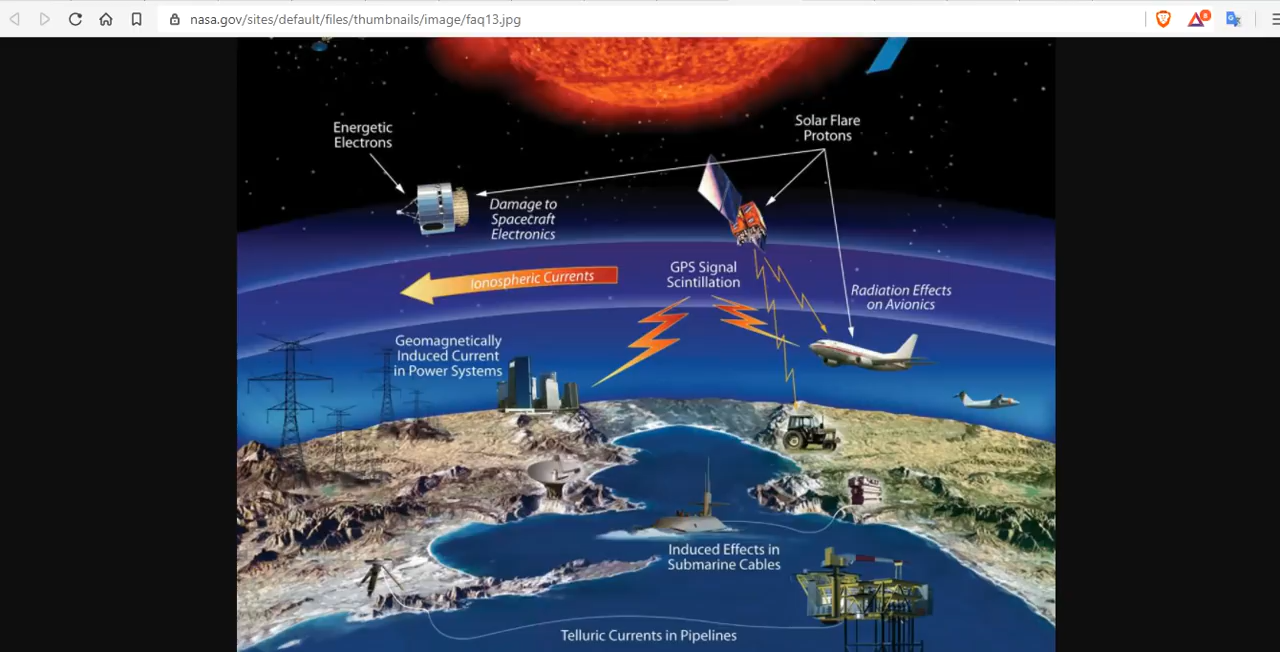 nasa.gov/sites/default/files/thumbnails/image/faq13.jpg
Energetic
Electrons
Solar Flare
Protons
Damage to
Spacecraft
Electronics
Ionospheric Currents
GPS Signal
Scintillation
Radiation Effects
on Avionics
Geomagnetically
Induced Current
in Power Systems
Induced Effects in
Submarine Cables
Telluric Currents in Pipelines